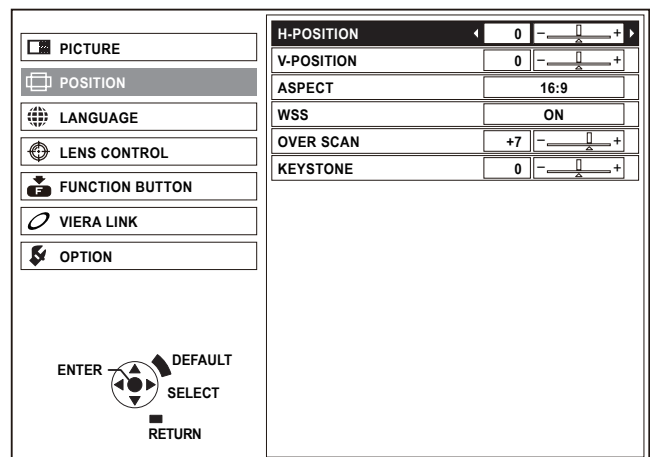 PICTURE
POSITION
LANGUAGE
LENS CONTROL
F FUNCTION BUTTON
VIERA LINK
OPTION
ENTER
DEFAULT
SELECT
RETURN
H-POSITION 0 - +
V-POSITION 0 - +
ASPECT 16:9
WSS ON
OVER SCAN +7 - +
KEYSTONE 0 - +